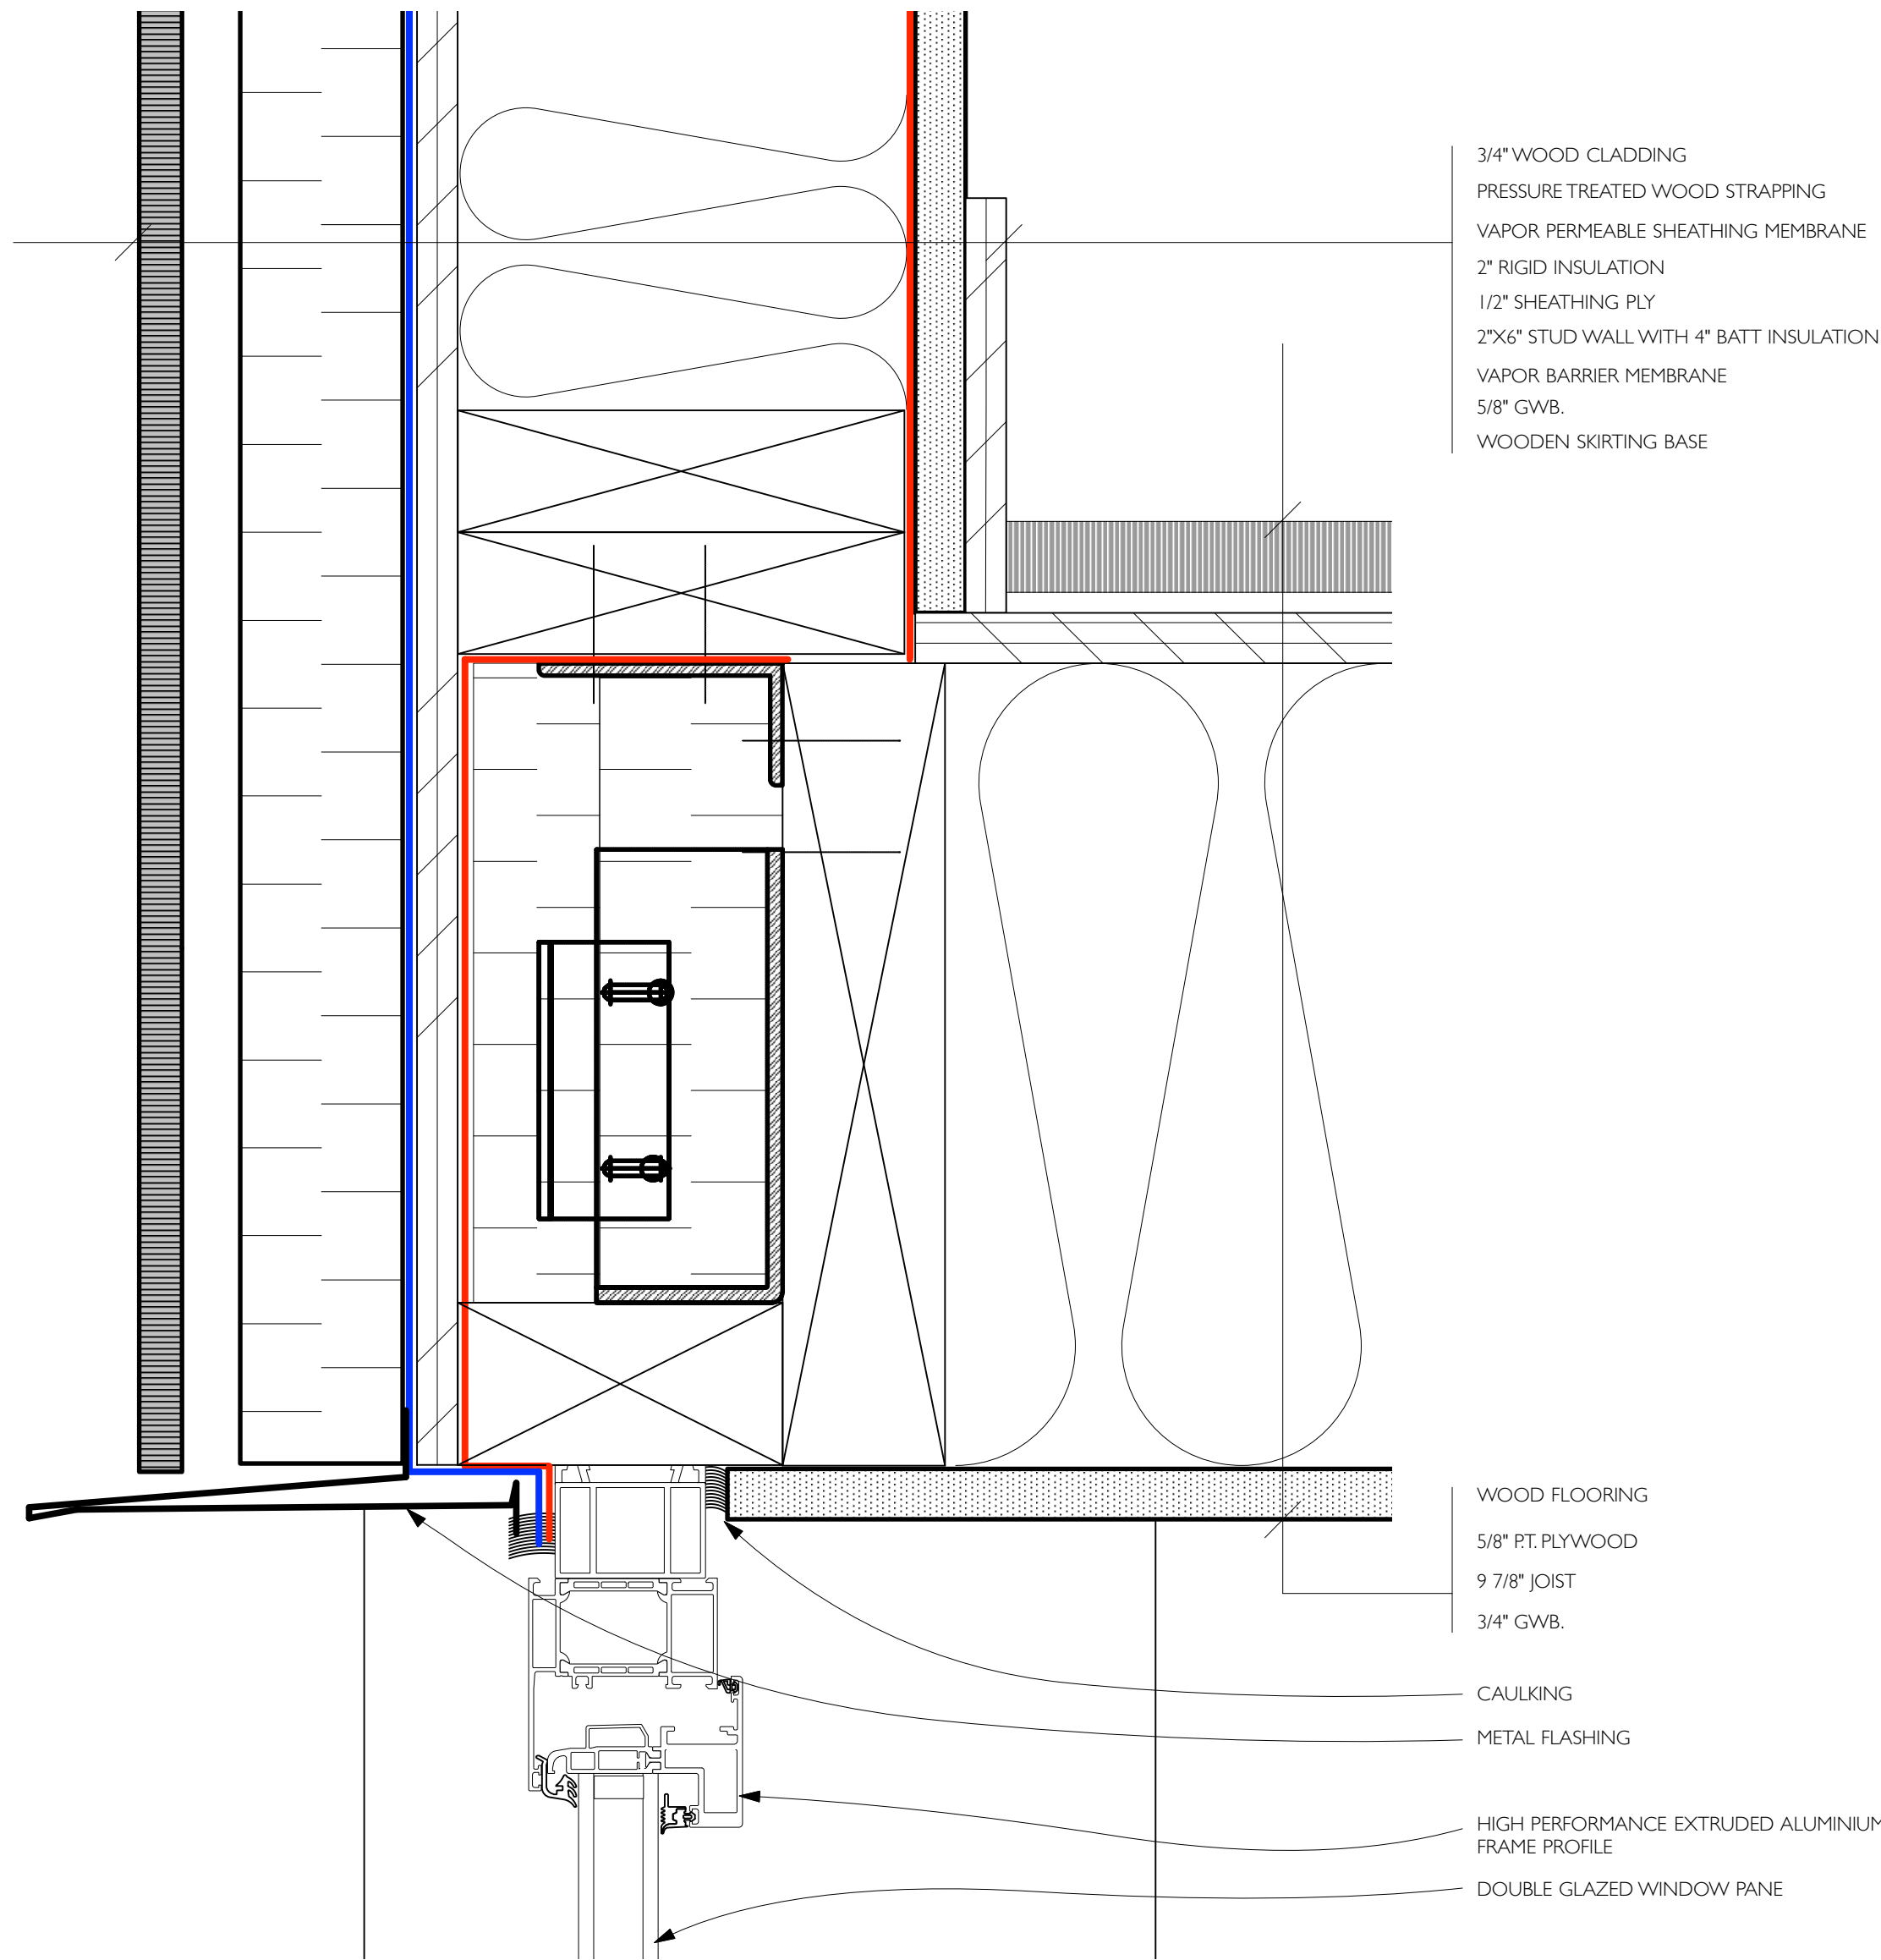 3/4" WOOD CLADDING
PRESSURE TREATED WOOD STRAPPING
VAPOR PERMEABLE SHEATHING MEMBRANE
2" RIGID INSULATION
1/2" SHEATHING PLY
2"X6" STUD WALL WITH 4" BATT INSULATION
VAPOR BARRIER MEMBRANE
5/8" GWB.
WOODEN SKIRTING BASE
WOOD FLOORING
5/8" P.T. PLYWOOD
9 7/8" JOIST
3/4" GWB.
CAULKING
METAL FLASHING
HIGH PERFORMANCE EXTRUDED ALUMINIUM
FRAME PROFILE
DOUBLE GLAZED WINDOW PANE